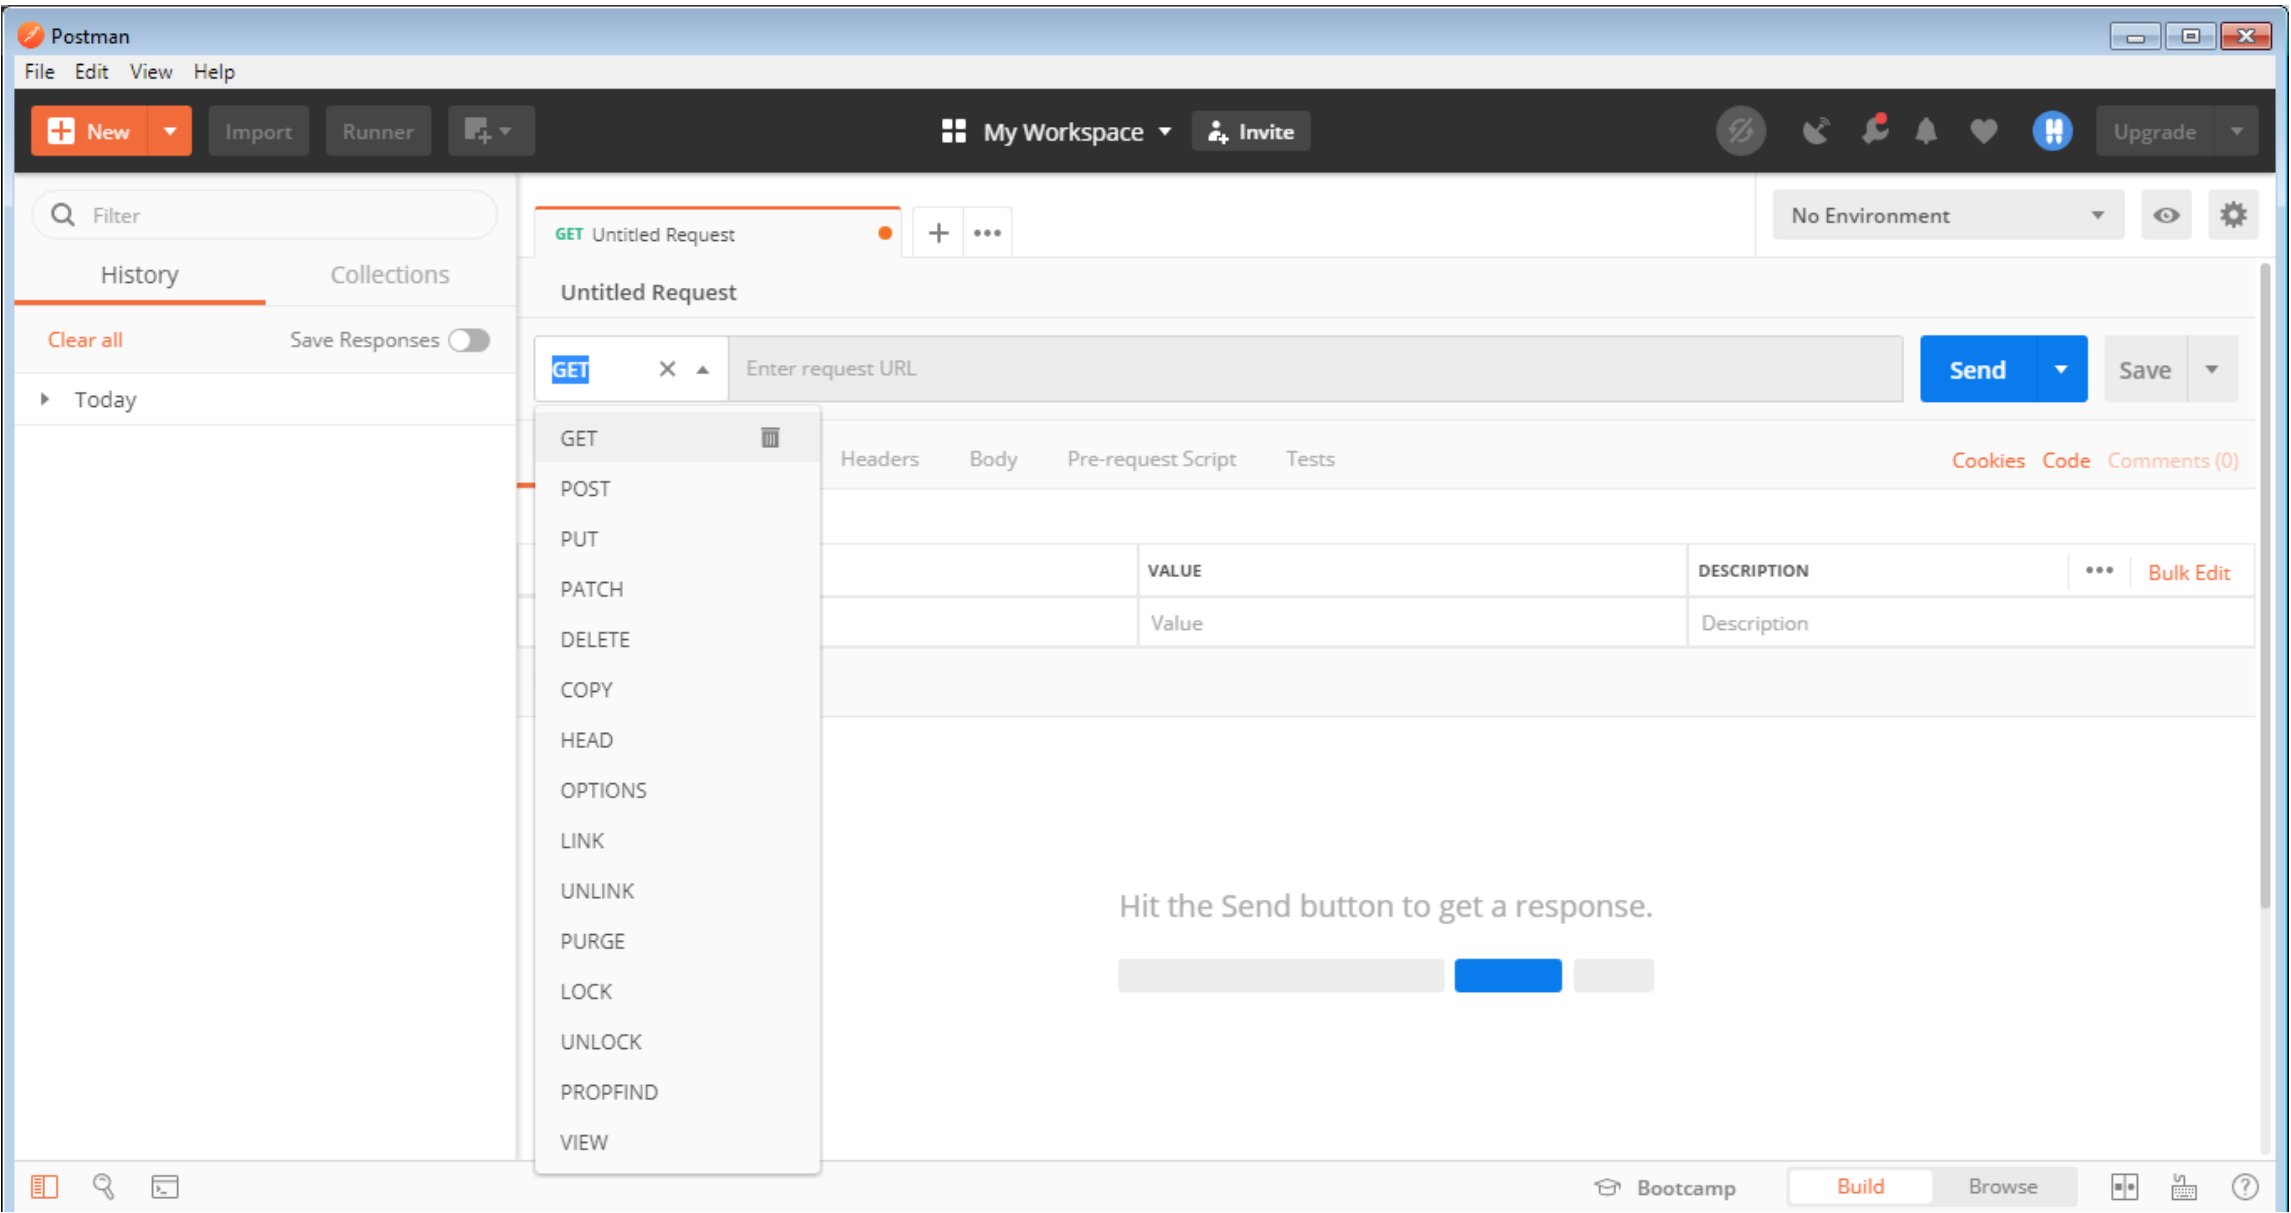 Postman
File Edit View Help
New Import Runner My Workspace Invite Upgrade
Filter
History Collections
Clear all Save Responses
Today
GET Untitled Request
No Environment
Untitled Request
GET Enter request URL Send Save
GET
POST
PUT
PATCH
DELETE
COPY
HEAD
OPTIONS
LINK
UNLINK
PURGE
LOCK
UNLOCK
PROPFIND
VIEW
Headers Body Pre-request Script Tests Cookies Code Comments (0)
VALUE DESCRIPTION Bulk Edit
Value Description
Hit the Send button to get a response.
Bootcamp Build Browse